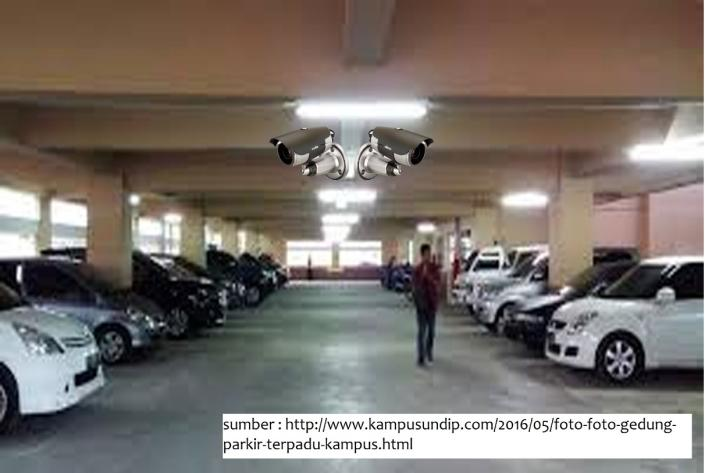 sumber : http://www.kampusundip.com/2016/05/foto-foto-gedung-
parkir-terpadu-kampus.html